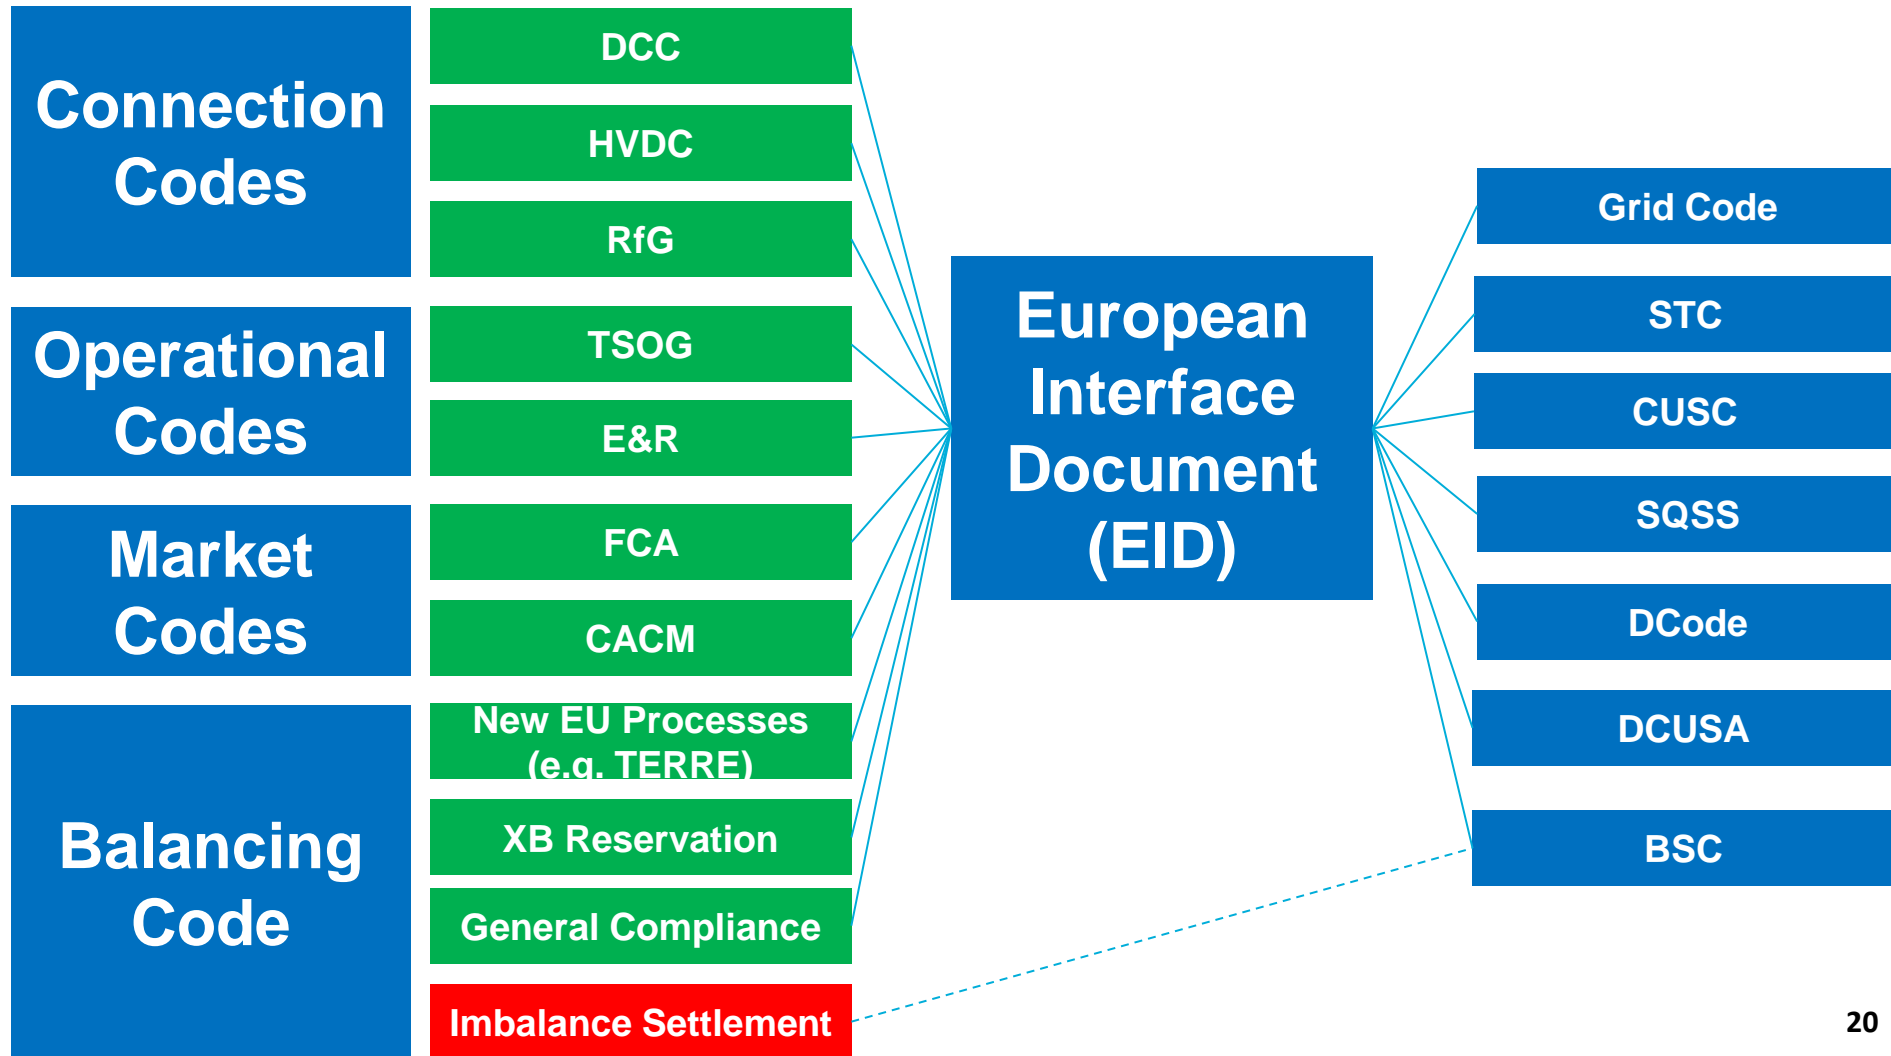 Connection
Codes
DCC
HVDC
RfG
Operational
Codes
TSOG
E&R
Market
Codes
FCA
CACM
Balancing
Code
New EU Processes
(e.g. TERRE)
XB Reservation
General Compliance
Imbalance Settlement
European
Interface
Document
(EID)
Grid Code
STC
CUSC
SQSS
DCode
DCUSA
BSC
20